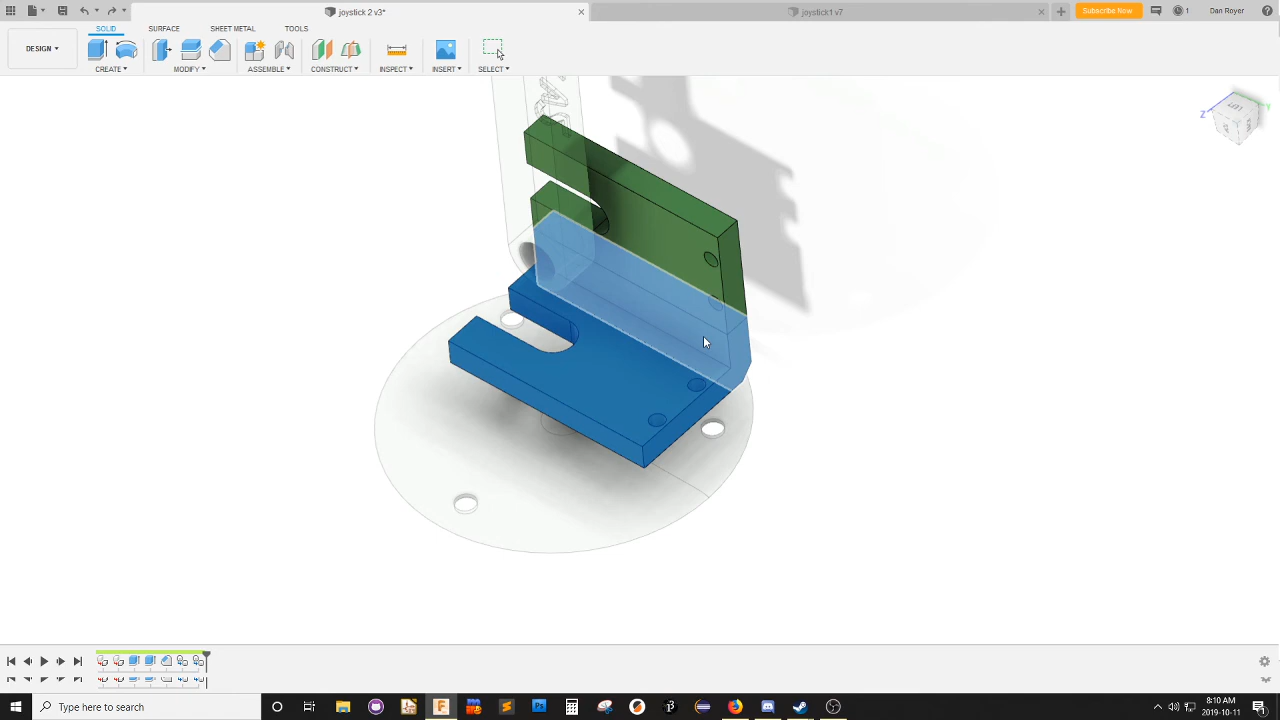 joystick 2 v3*
joystick1 v7
Subscribe Now
1
Dan Royer
DESIGN
SOLID
SURFACE
SHEET METAL
TOOLS
CREATE
MODIFY
ASSEMBLE
CONSTRUCT
INSPECT
INSERT
SELECT
Z
Y
Type here to search
8:10 AM
2019-10-11